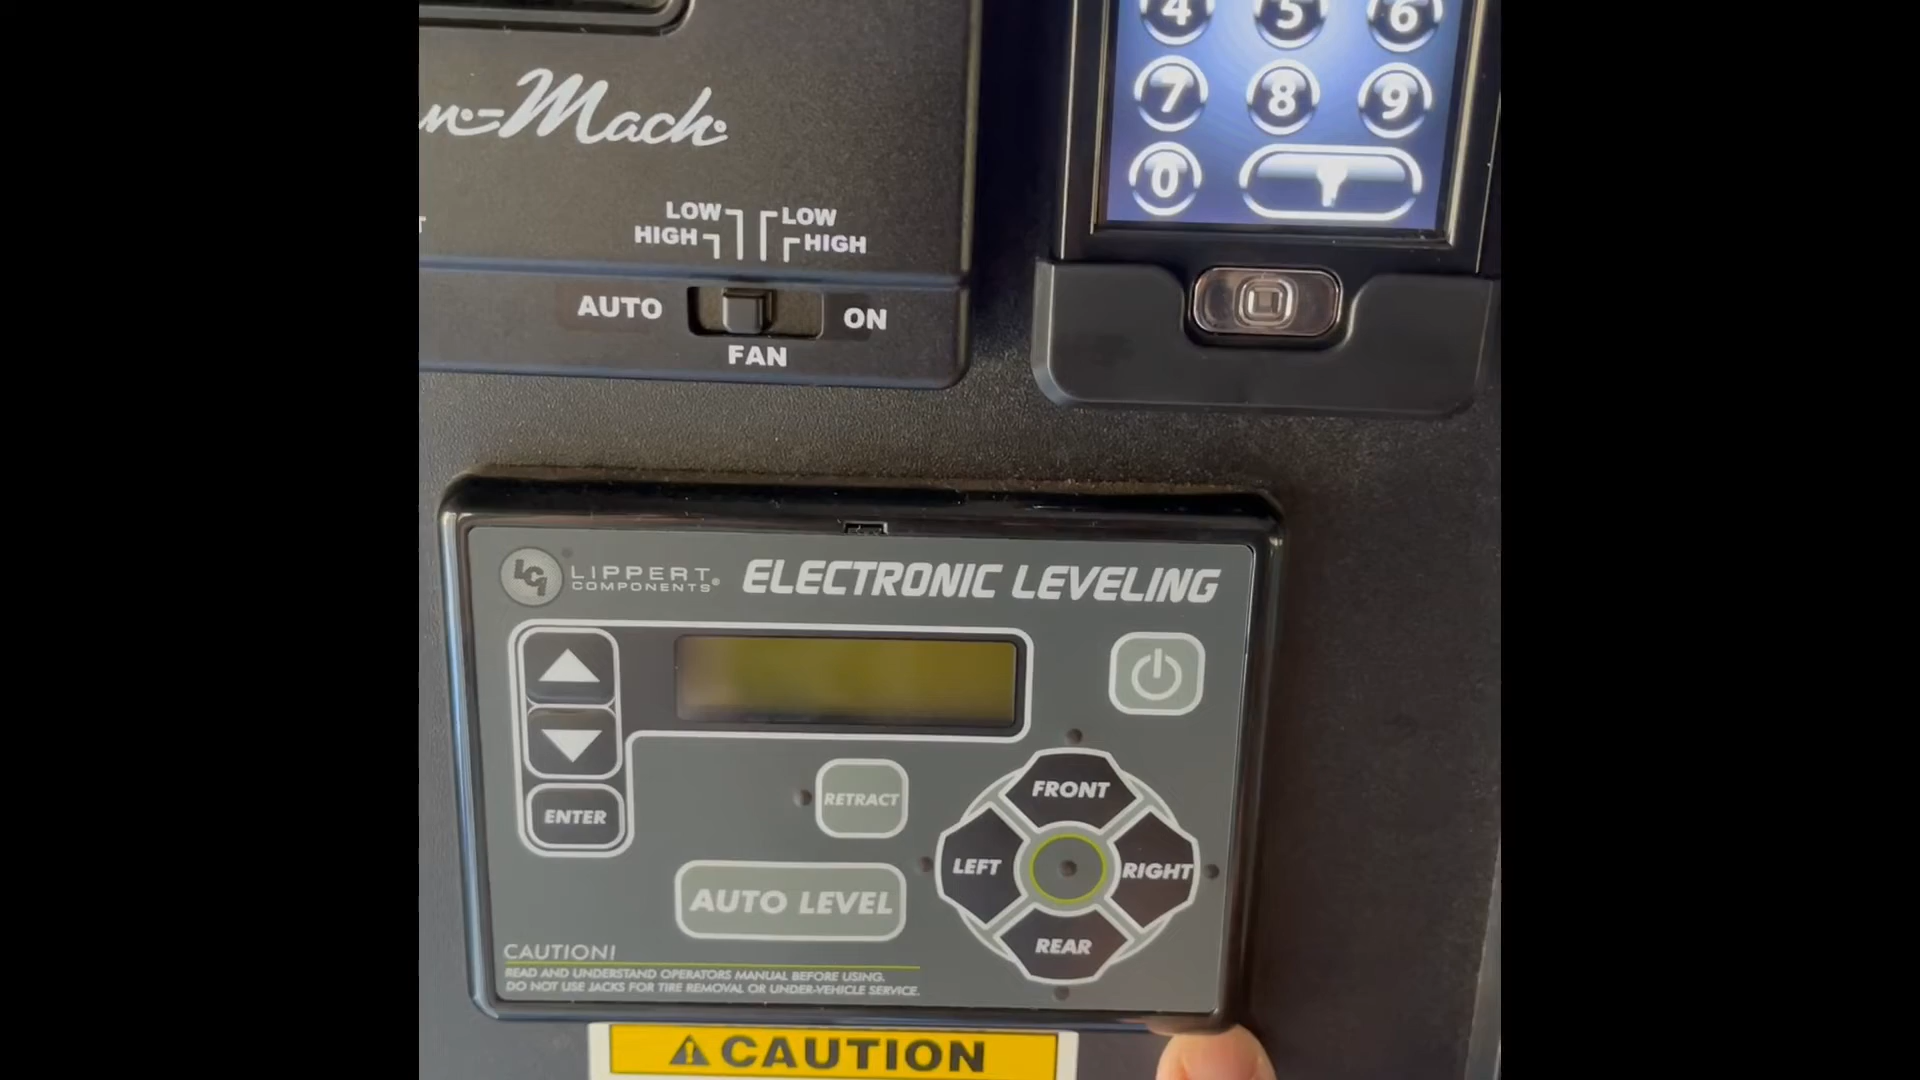 4 5 6
n-Mach
7 8 9
0
LOW LOW
HIGH HIGH
AUTO ON
FAN
LCI LIPPERT COMPONENTS ELECTRONIC LEVELING
FRONT
RETRACT
ENTER
LEFT RIGHT
AUTO LEVEL
REAR
CAUTION!
READ AND UNDERSTAND OPERATORS MANUAL BEFORE USING.
DO NOT USE JACKS FOR TIRE REMOVAL OR UNDER-VEHICLE SERVICE.
CAUTION